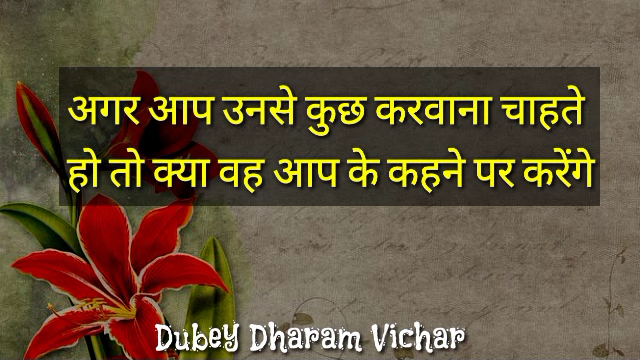 अगर आप उनसे कुछ करवाना चाहते
हो तो क्या वह आप के कहने पर करेंगे
Dubey Dharam Vichar